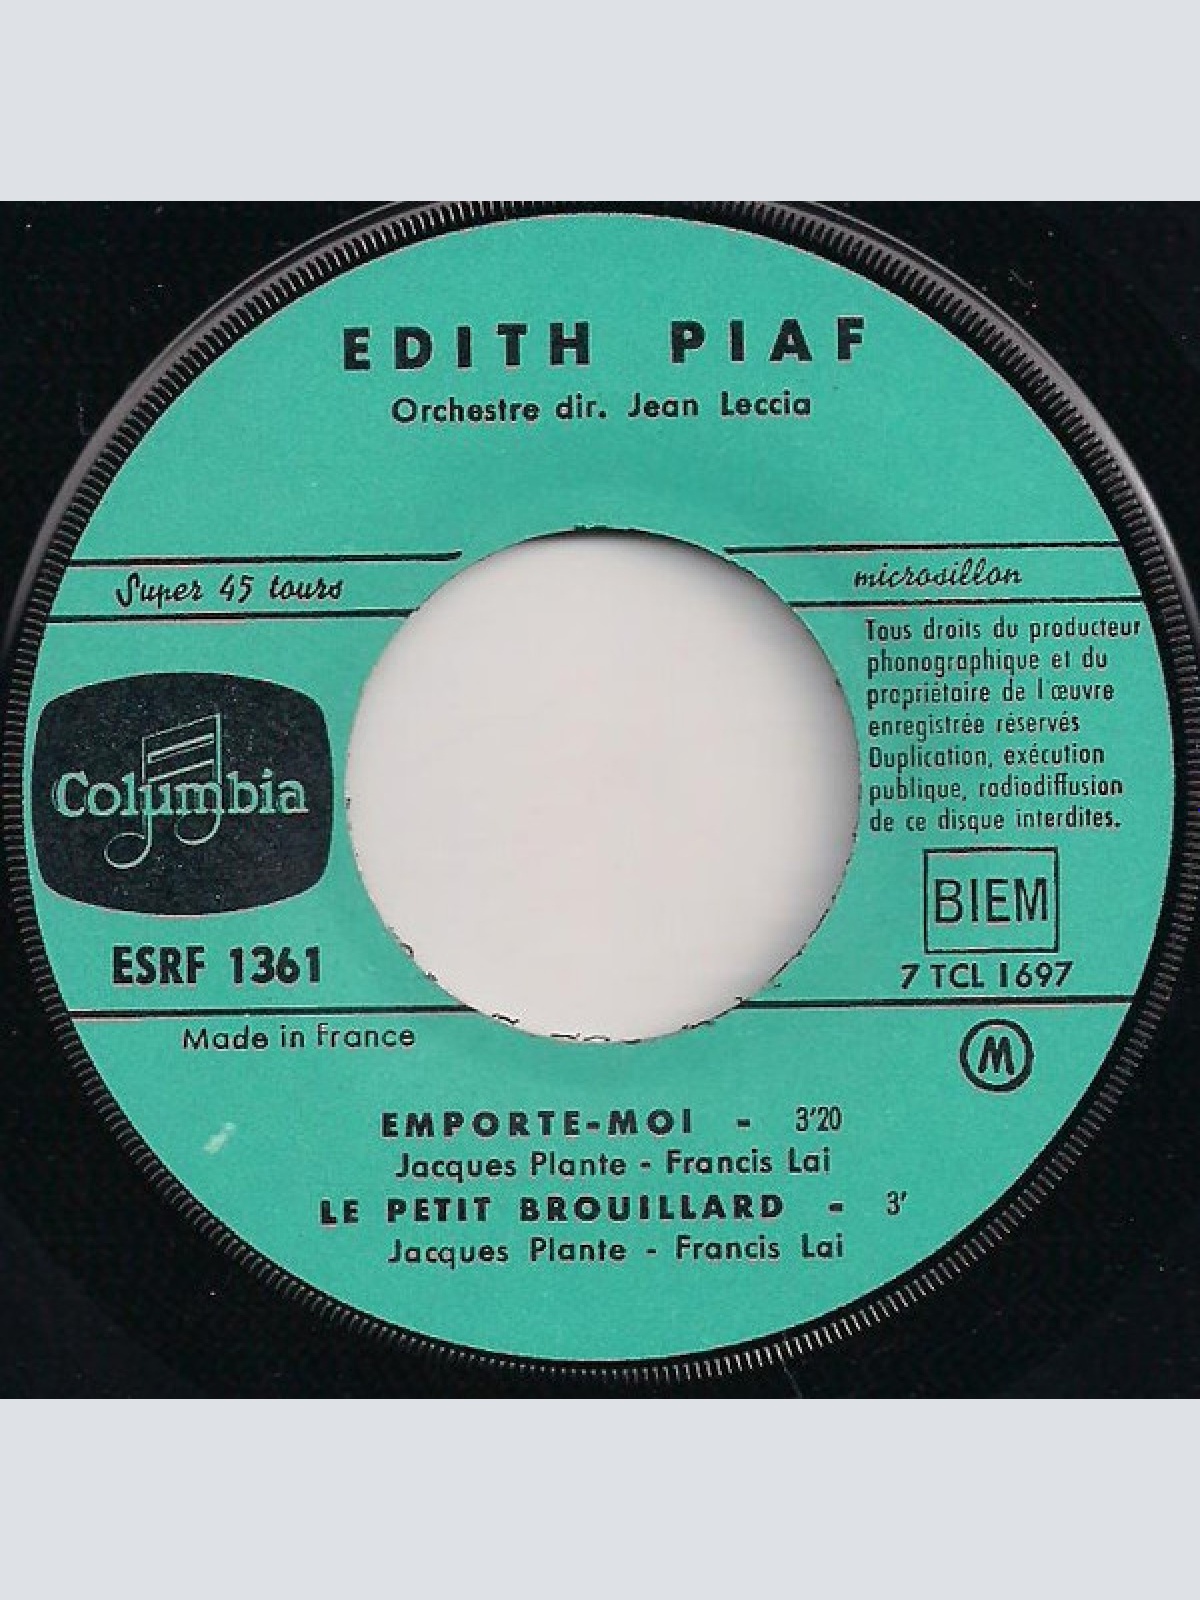 EDITH PIAF
Orchestre dir. Jean Leccia
Super 45 tours
microsillon
Tous droits du producteur
phonographique et du
propriétaire de l'œuvre
enregistrée réservés
Duplication, exécution
publique, radiodiffusion
de ce disque interdites.
Columbia
BIEM
ESRF 1361
7 TCL 1697
Made in France
M
EMPORTE-MOI - 3'20
Jacques Plante - Francis Lai
LE PETIT BROUILLARD - 3'
Jacques Plante - Francis Lai